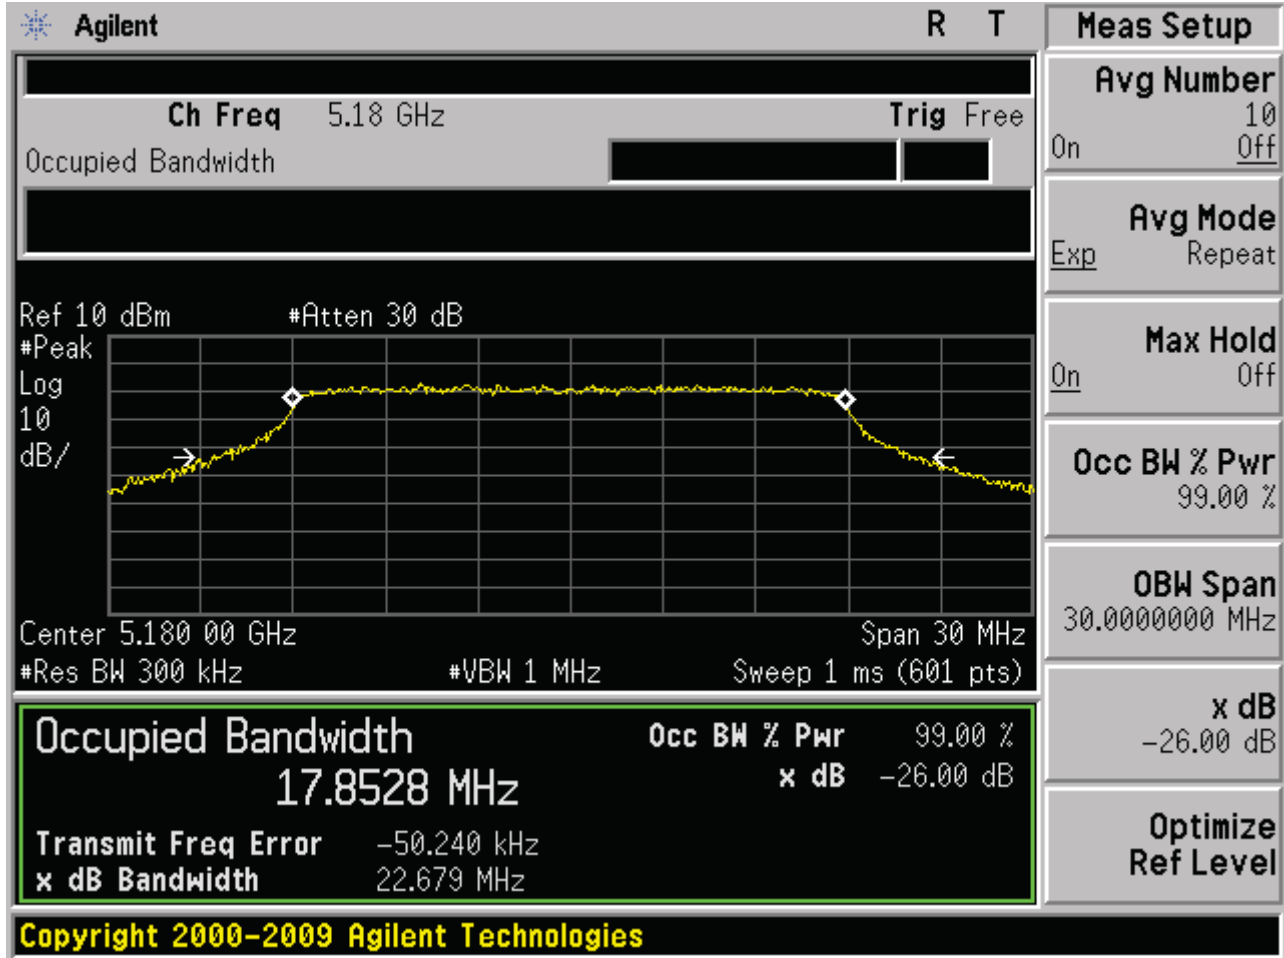 Agilent R T
Ch Freq 5.18 GHz Trig Free
Occupied Bandwidth
Ref 10 dBm #Atten 30 dB
#Peak
Log
10
dB/
Center 5.180 00 GHz Span 30 MHz
#Res BW 300 kHz #VBW 1 MHz Sweep 1 ms (601 pts)
Occupied Bandwidth
17.8528 MHz
Occ BW % Pwr 99.00 %
x dB -26.00 dB
Transmit Freq Error -50.240 kHz
x dB Bandwidth 22.679 MHz
Copyright 2000-2009 Agilent Technologies
Meas Setup
Avg Number
10
On Off
Avg Mode
Exp Repeat
Max Hold
On Off
Occ BW % Pwr
99.00 %
OBW Span
30.0000000 MHz
x dB
-26.00 dB
Optimize
Ref Level